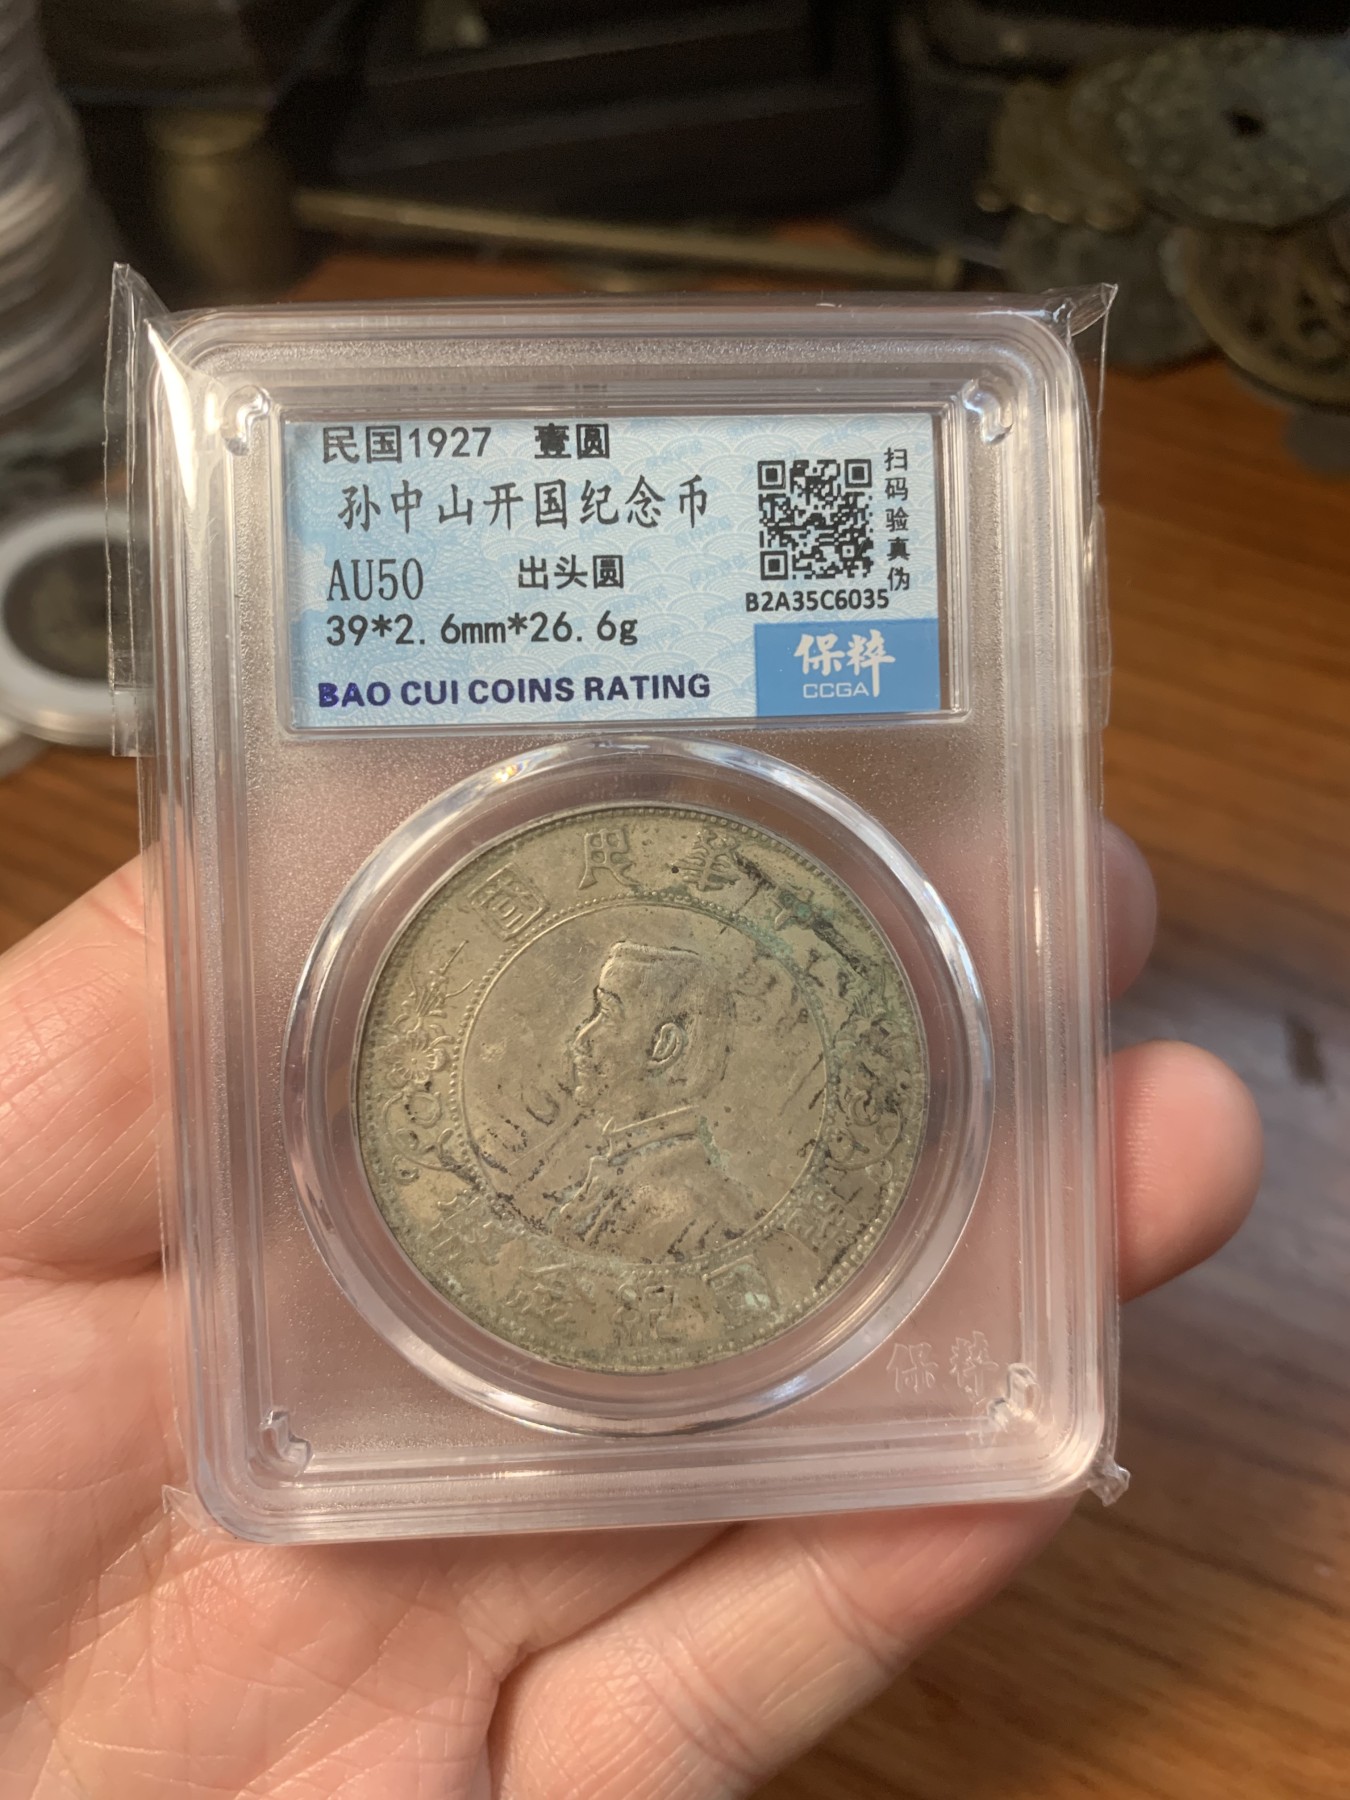 民国1927 壹圆
孙中山开国纪念币
AU50 出头圆
39*2.6mm*26.6g
BAO CUI COINS RATING
扫码验真伪
B2A35C6035
保粹
CCGA
中華民國
開國紀念幣
保粹